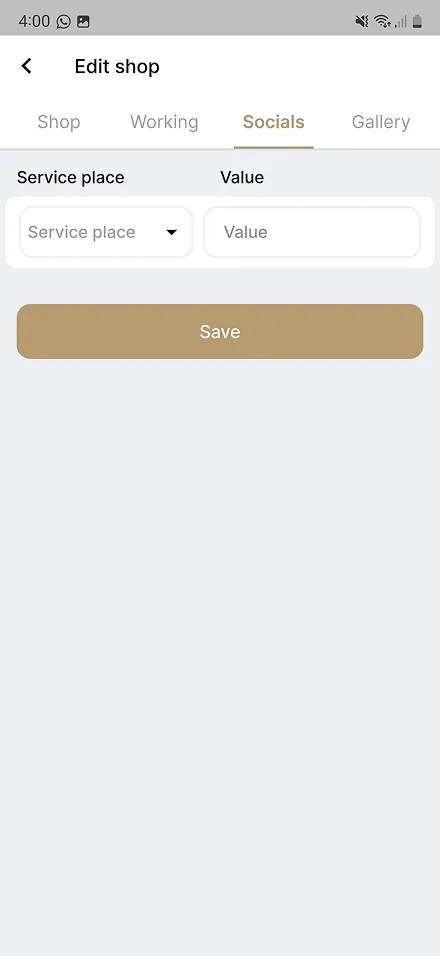 4:00
Edit shop
Shop Working Socials Gallery
Service place Value
Service place Value
Save